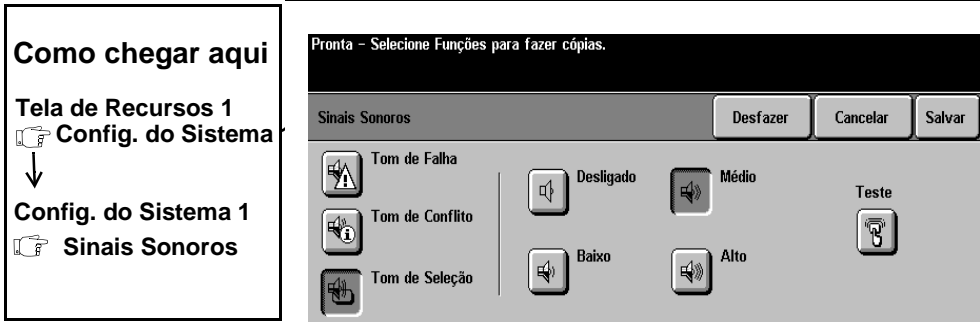 Como chegar aqui
Tela de Recursos 1
Config. do Sistema
Config. do Sistema 1
Sinais Sonoros
Pronta - Selecione Funções para fazer cópias.
Sinais Sonoros
Desfazer
Cancelar
Salvar
Tom de Falha
Tom de Conflito
Tom de Seleção
Desligado
Médio
Baixo
Alto
Teste